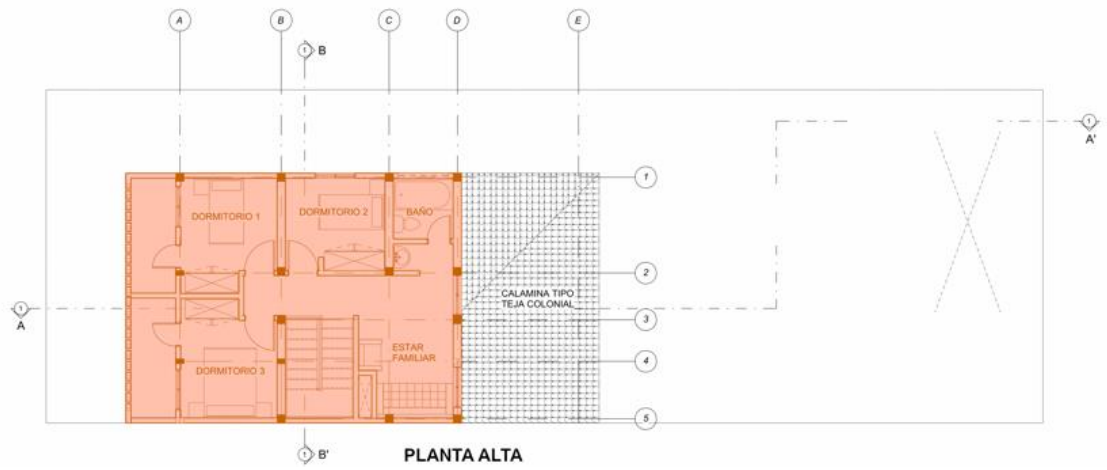 A B C D E
1 B
1 A'
1
DORMITORIO 1 DORMITORIO 2 BAÑO
2
CALAMINA TIPO
TEJA COLONIAL
1 A
3
ESTAR
FAMILIAR
4
DORMITORIO 3
5
1 B'
PLANTA ALTA